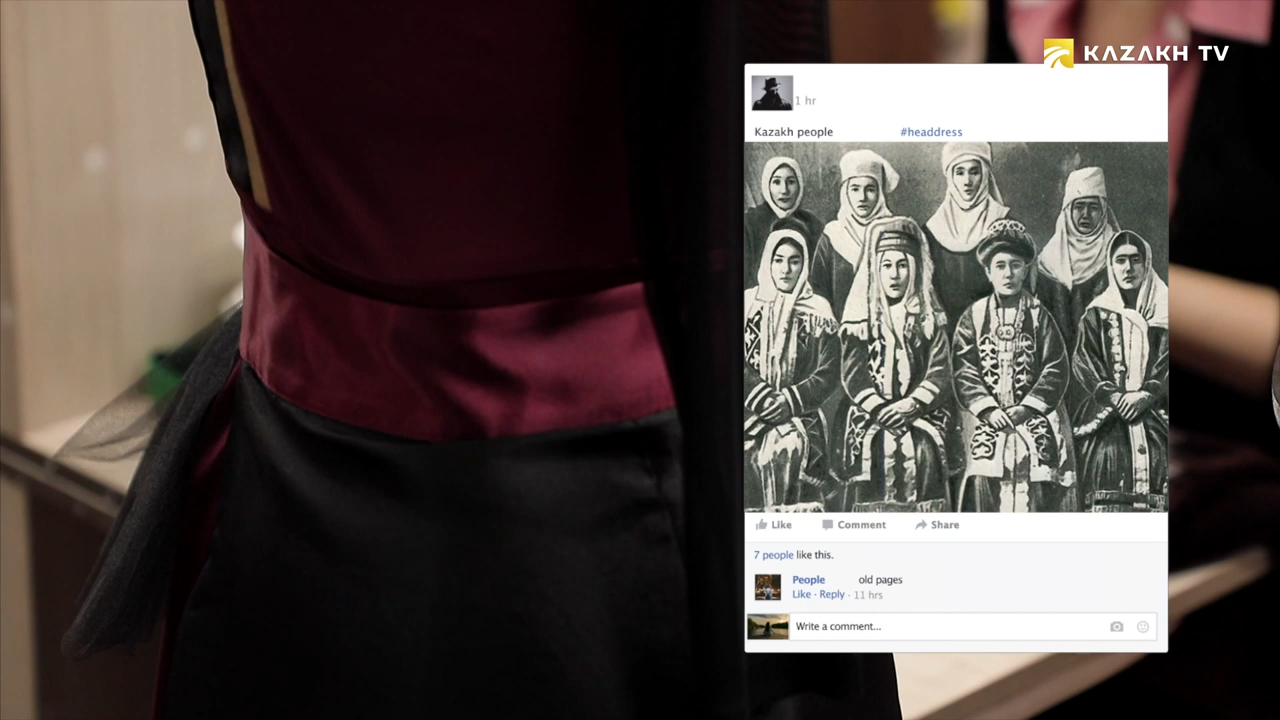 KAZAKH TV
1 hr
Kazakh people #headdress
Like Comment Share
7 people like this.
People old pages
Like · Reply · 11 hrs
Write a comment...